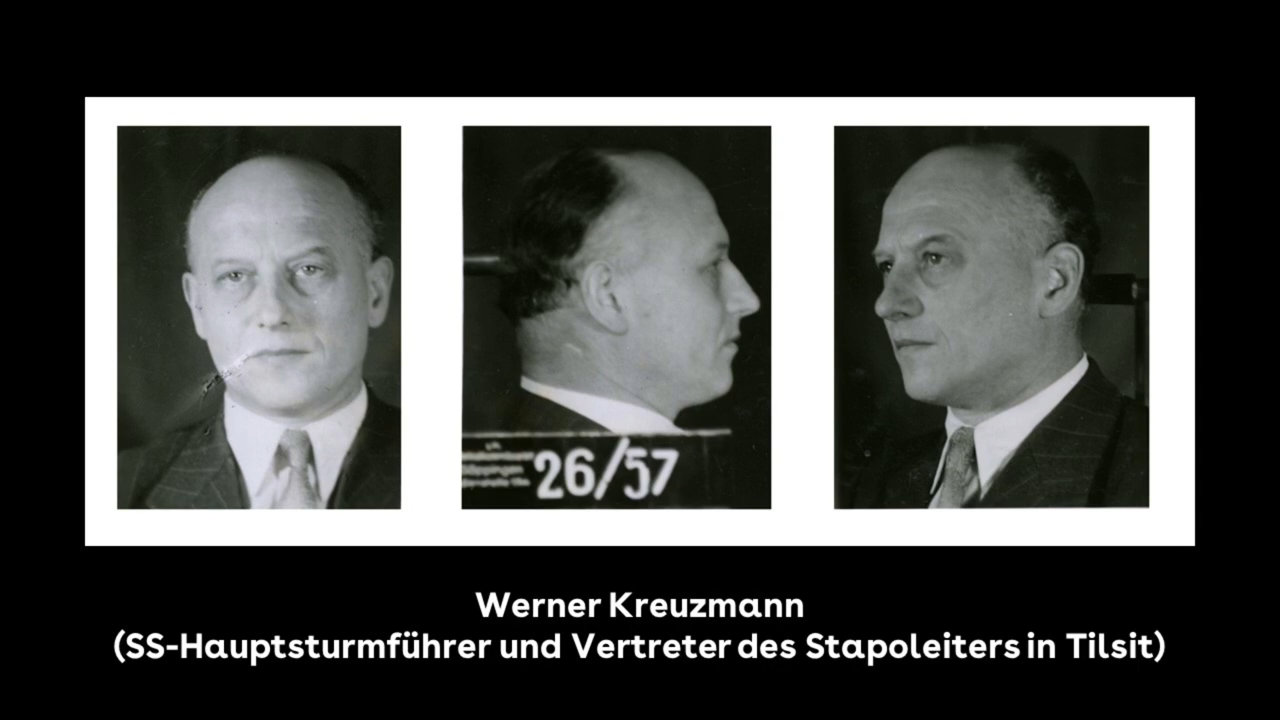 26/57
Werner Kreuzmann
(SS-Hauptsturmführer und Vertreter des Stapoleiters in Tilsit)